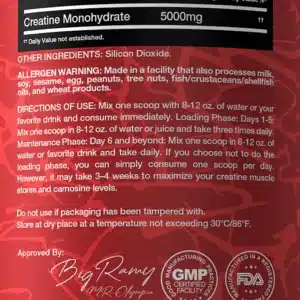 Creatine Monohydrate 5000mg ††
†† Daily Value not established.
OTHER INGREDIENTS: Silicon Dioxide.
ALLERGEN WARNING: Made in a facility that also processes milk,
soy, sesame, egg, peanuts, tree nuts, fish/crustaceans/shellfish
oils, and wheat products.
DIRECTIONS OF USE: Mix one scoop with 8-12 oz. of water or your
favorite drink and consume immediately. Loading Phase: Days 1-5:
Mix one scoop in 8-12 oz. of water or juice and take three times daily.
Maintenance Phase: Day 6 and beyond: Mix one scoop in 8-12 oz. of
water or favorite drink and take daily. If you choose not to do the
loading phase, you can simply consume one scoop per day.
However, it may take 3–4 weeks to maximize your creatine muscle
stores and carnosine levels.
Do not use if packaging has been tampered with.
Store at dry place at a temperature not exceeding 30°C/86°F.
Approved By:
Big Ramy
MR. Olympia
GMP
CERTIFIED
FACILITY
MANUFACTURED IN A
FDA